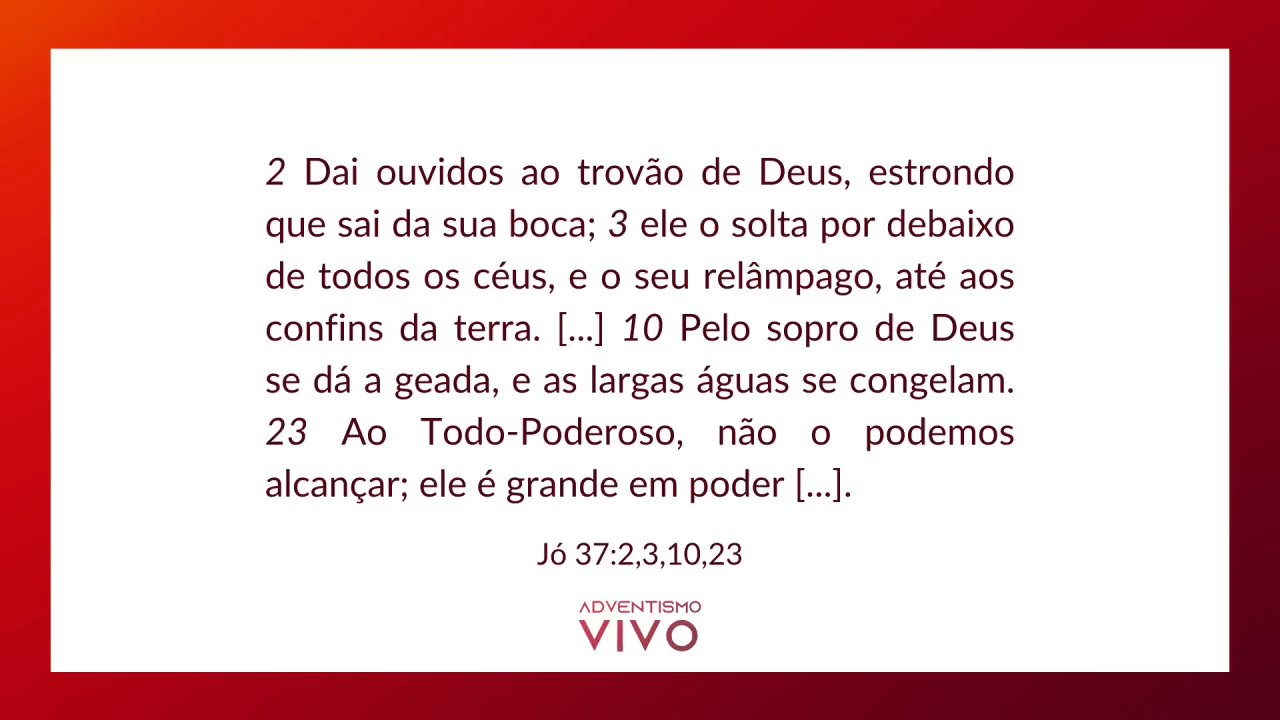 2 Dai ouvidos ao trovão de Deus, estrondo
que sai da sua boca; 3 ele o solta por debaixo
de todos os céus, e o seu relâmpago, até aos
confins da terra. [...] 10 Pelo sopro de Deus
se dá a geada, e as largas águas se congelam.
23 Ao Todo-Poderoso, não o podemos
alcançar; ele é grande em poder [...].
Jó 37:2,3,10,23
ADVENTISMO
VIVO